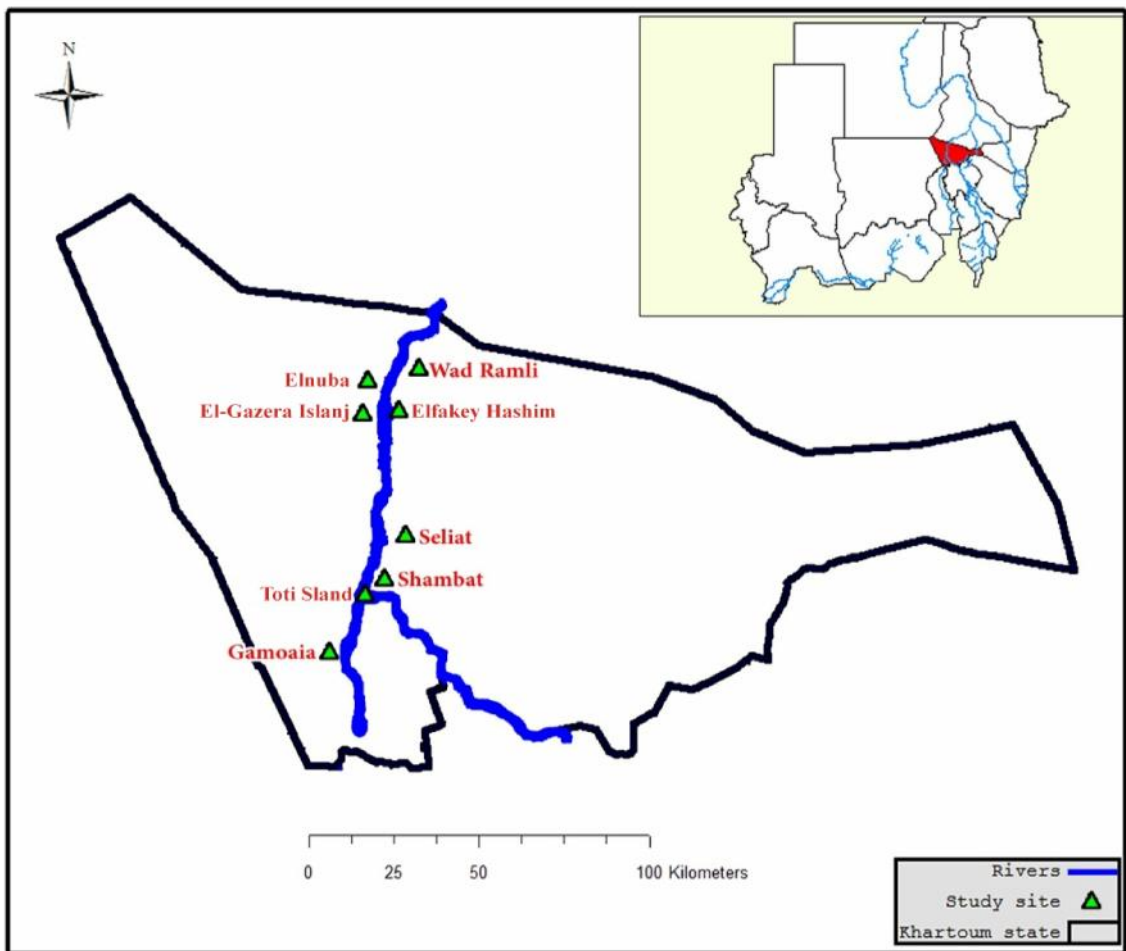 N
Wad Ramli
Elnuba
El-Gazera Islanj
Elfakey Hashim
Seliat
Shambat
Toti Sland
Gamoaia
0 25 50 100 Kilometers
Rivers
Study site
Khartoum state